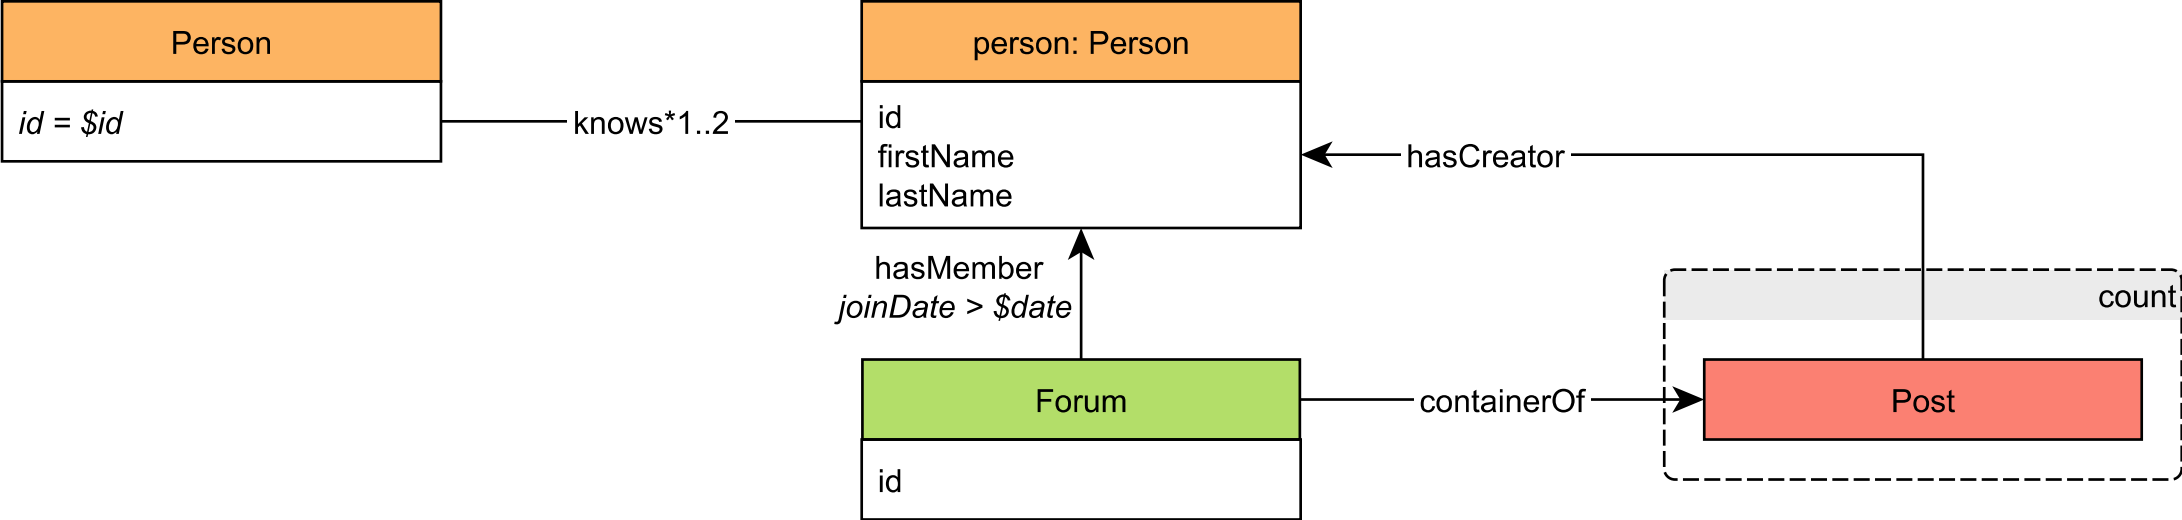 Person
id = $id
knows*1..2
person: Person
id
firstName
lastName
hasCreator
hasMember
joinDate > $date
count
Forum
id
containerOf
Post